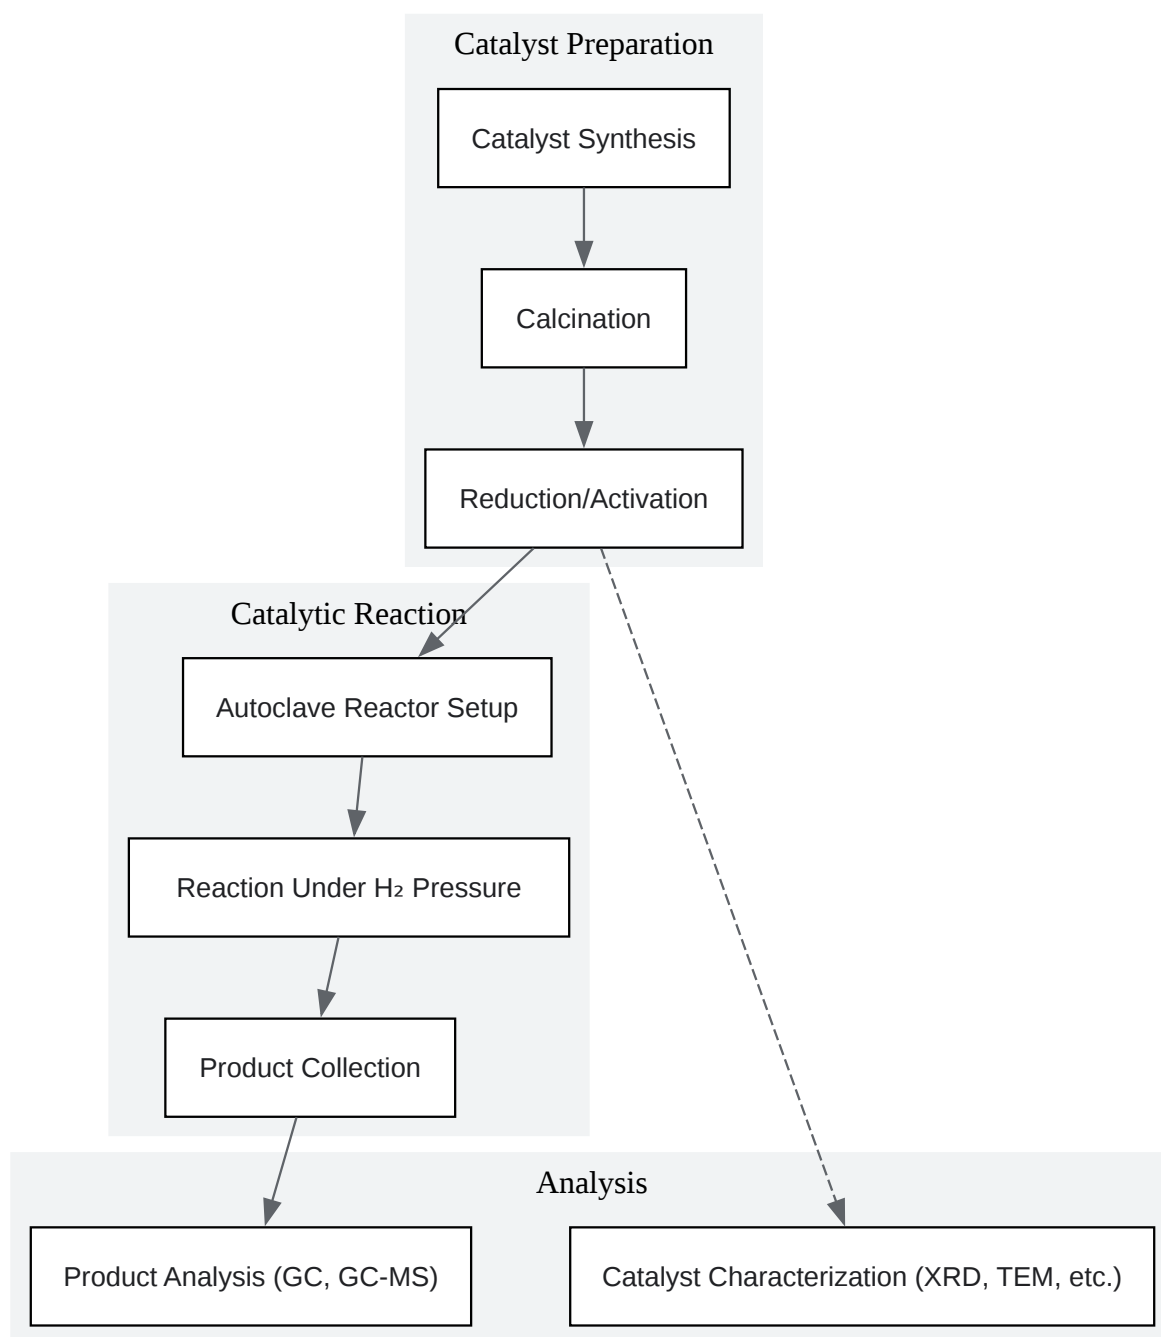 Catalyst Preparation
Catalyst Synthesis
Calcination
Reduction/Activation
Catalytic Reaction
Autoclave Reactor Setup
Reaction Under H₂ Pressure
Product Collection
Analysis
Product Analysis (GC, GC-MS)
Catalyst Characterization (XRD, TEM, etc.)